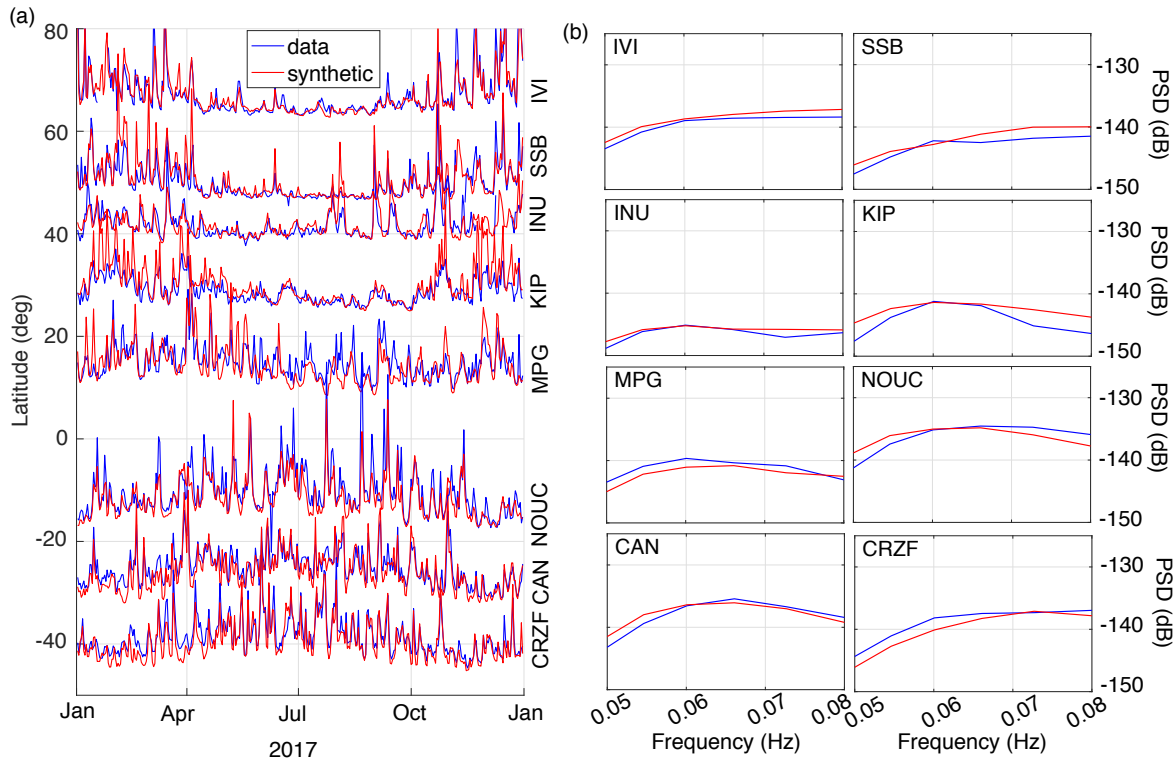 (a)
80
60
40
20
0
-20
-40
Latitude (deg)
data
synthetic
IVI
SSB
INU
KIP
MPG
NOUC
CAN
CRZF
Jan
Apr
Jul
Oct
Jan
2017
(b)
IVI
SSB
-130
-140
-150
PSD (dB)
INU
KIP
-130
-140
-150
PSD (dB)
MPG
NOUC
-130
-140
-150
PSD (dB)
CAN
CRZF
-130
-140
-150
PSD (dB)
0.05
0.06
0.07
0.08
Frequency (Hz)
0.05
0.06
0.07
0.08
Frequency (Hz)